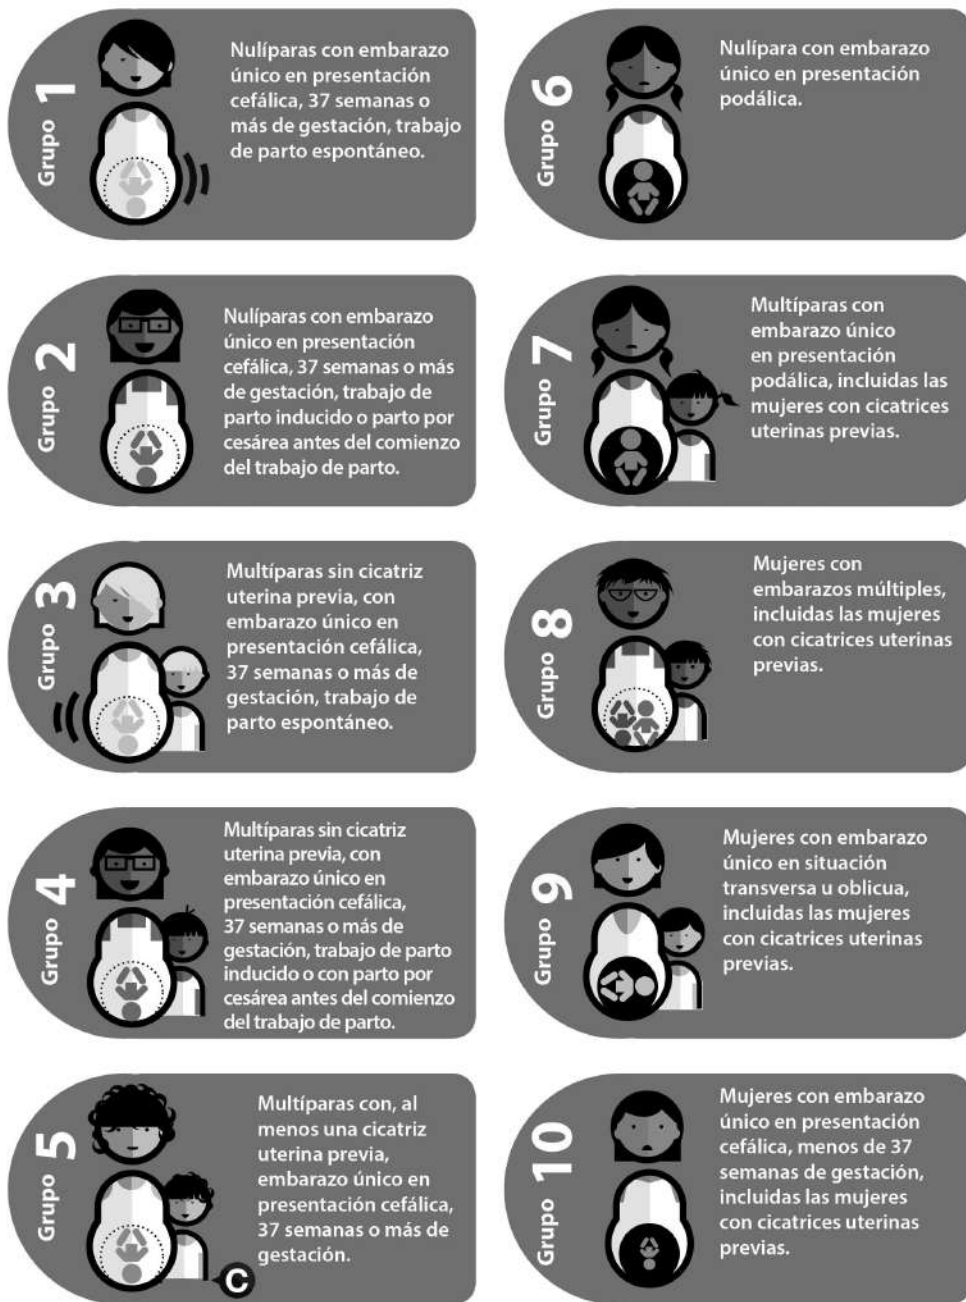 Grupo 1
Nulíparas con embarazo
único en presentación
cefálica, 37 semanas o
más de gestación, trabajo
de parto espontáneo.
Grupo 2
Nulíparas con embarazo
único en presentación
cefálica, 37 semanas o más
de gestación, trabajo de
parto inducido o parto por
cesárea antes del comienzo
del trabajo de parto.
Grupo 3
Multíparas sin cicatriz
uterina previa, con
embarazo único en
presentación cefálica,
37 semanas o más de
gestación, trabajo de
parto espontáneo.
Grupo 4
Multíparas sin cicatriz
uterina previa, con
embarazo único en
presentación cefálica,
37 semanas o más de
gestación, trabajo de parto
inducido o con parto por
cesárea antes del comienzo
del trabajo de parto.
Grupo 5
Multíparas con, al
menos una cicatriz
uterina previa,
embarazo único en
presentación cefálica,
37 semanas o más de
gestación.
C
Grupo 6
Nulípara con embarazo
único en presentación
podálica.
Grupo 7
Multíparas con
embarazo único
en presentación
podálica, incluidas las
mujeres con cicatrices
uterinas previas.
Grupo 8
Mujeres con
embarazos múltiples,
incluidas las mujeres
con cicatrices uterinas
previas.
Grupo 9
Mujeres con embarazo
único en situación
transversa u oblicua,
incluidas las mujeres
con cicatrices uterinas
previas.
Grupo 10
Mujeres con embarazo
único en presentación
cefálica, menos de 37
semanas de gestación,
incluidas las mujeres
con cicatrices uterinas
previas.